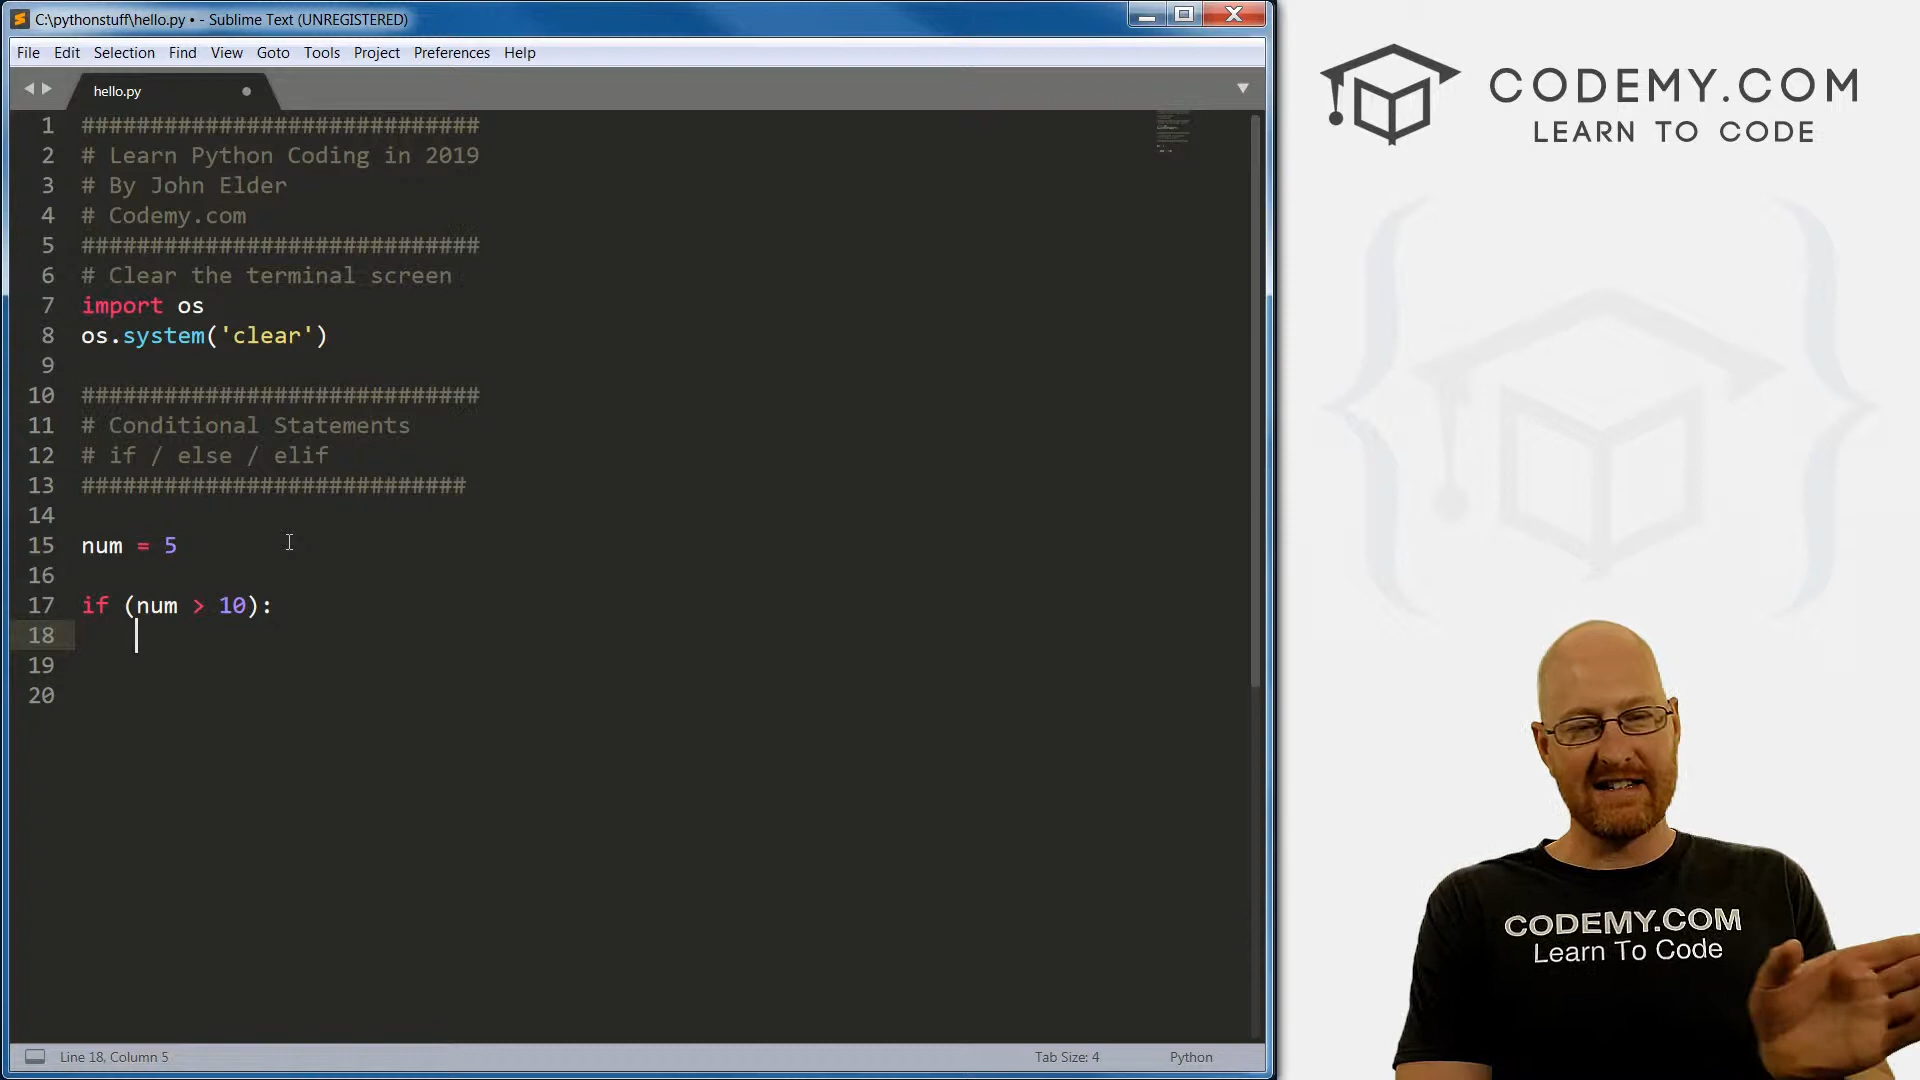 C:\pythonstuff\hello.py • - Sublime Text (UNREGISTERED)
File Edit Selection Find View Goto Tools Project Preferences Help
hello.py
1 #############################
2 # Learn Python Coding in 2019
3 # By John Elder
4 # Codemy.com
5 #############################
6 # Clear the terminal screen
7 import os
8 os.system('clear')
9
10 #############################
11 # Conditional Statements
12 # if / else / elif
13 ############################
14
15 num = 5
16
17 if (num > 10):
18
19
20
Line 18, Column 5
Tab Size: 4
Python
CODEMY.COM
LEARN TO CODE
CODEMY.COM
Learn To Code